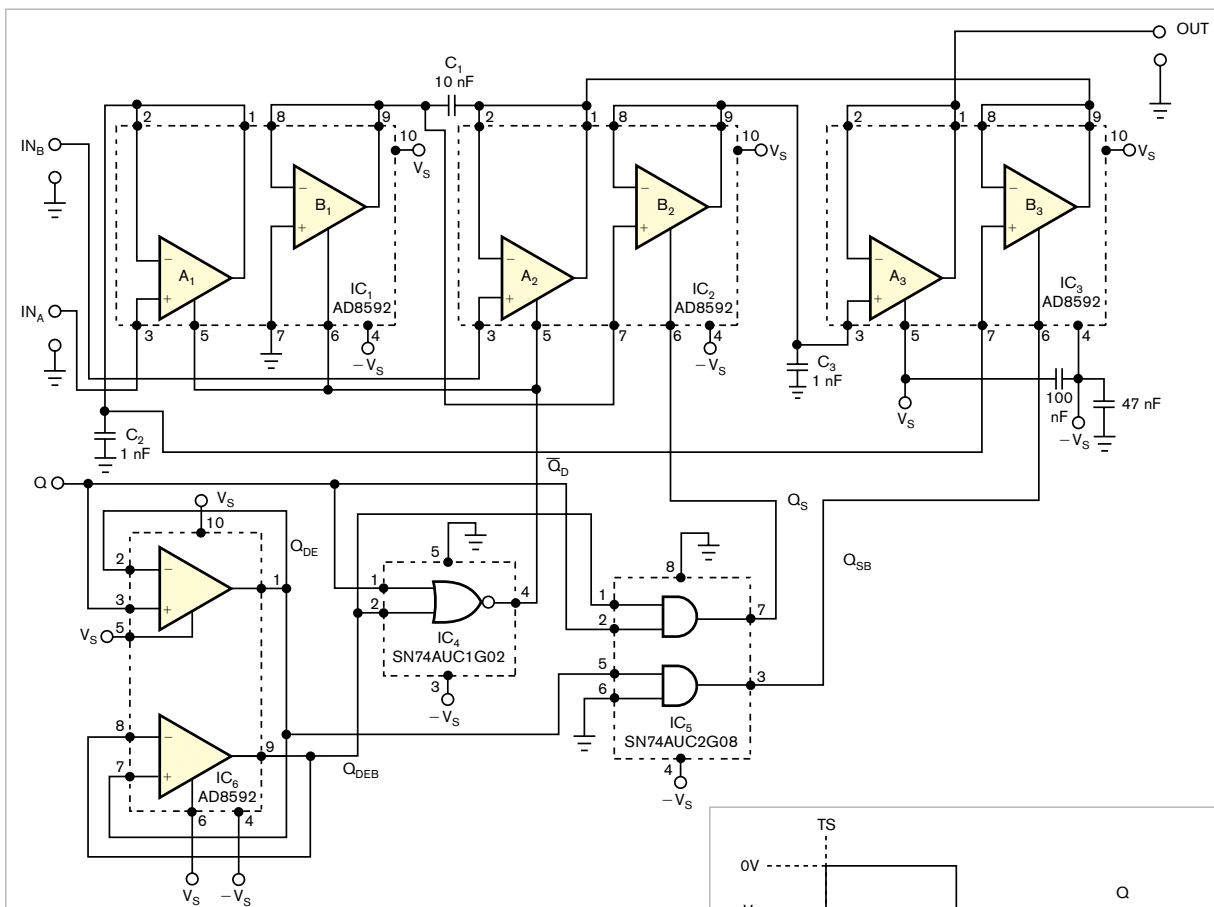 OUT
C1
10 nF
2
1
8
9
10
VS
2
1
8
9
10
VS
2
1
8
9
10
VS
INB
−
+
B1
−
+
B2
−
+
B3
−
+
A1
−
+
A2
−
+
A3
IC1
AD8592
IC2
AD8592
IC3
AD8592
INA
3
5
7
6
4
−VS
3
5
7
6
4
−VS
3
5
7
6
4
C3
1 nF
VS
100
nF
−VS
47 nF
C2
1 nF
Q̅D
Q
VS
10
QDE
QS
QSB
2
−
3
+
1
5
VS
5
1
2
4
IC4
SN74AUC1G02
3
−VS
8
1
2
7
5
6
3
IC5
SN74AUC2G08
4
−VS
8
−
7
+
9
QDEB
IC6
AD8592
6
4
VS
−VS
TS
0V
Q